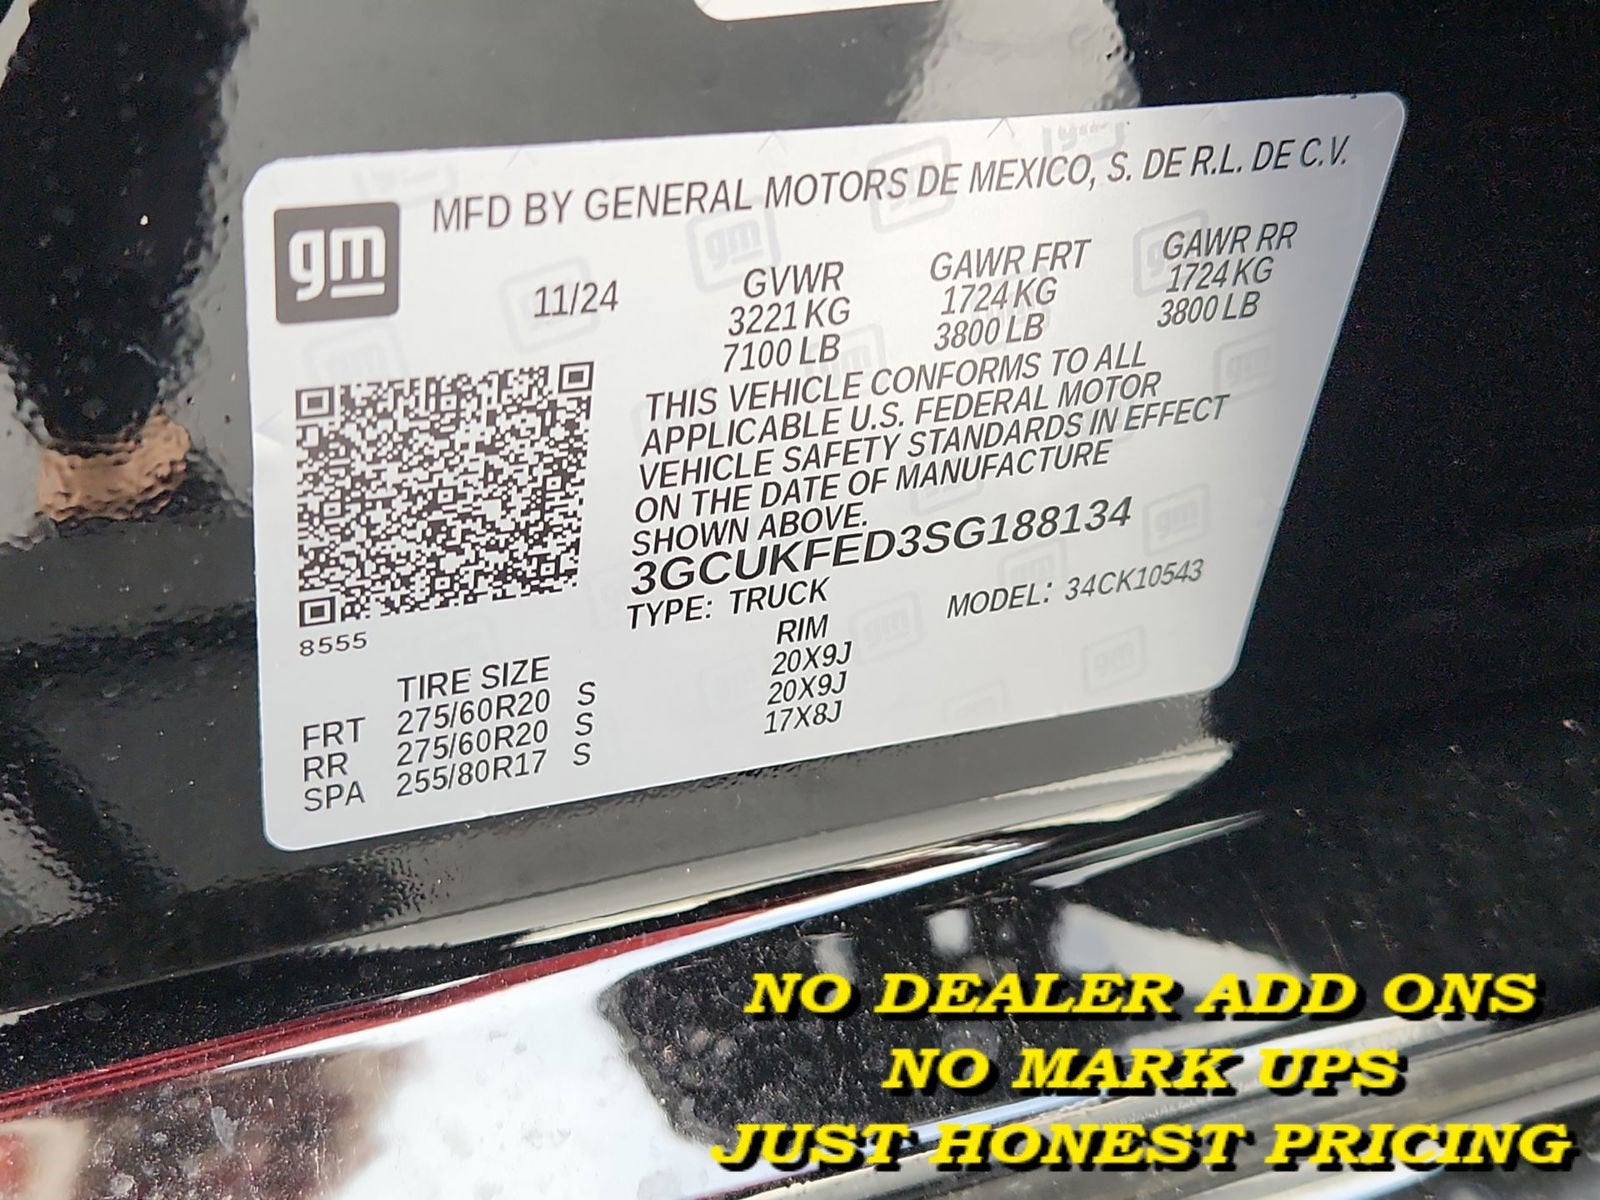 gm
MFD BY GENERAL MOTORS DE MEXICO, S. DE R.L. DE C.V.
11/24
GVWR
3221 KG
7100 LB
GAWR FRT
1724 KG
3800 LB
GAWR RR
1724 KG
3800 LB
THIS VEHICLE CONFORMS TO ALL
APPLICABLE U.S. FEDERAL MOTOR
VEHICLE SAFETY STANDARDS IN EFFECT
ON THE DATE OF MANUFACTURE
SHOWN ABOVE.
3GCUKFED3SG188134
TYPE: TRUCK
MODEL: 34CK10543
8555
TIRE SIZE RIM
FRT 275/60R20 S 20X9J
RR 275/60R20 S 20X9J
SPA 255/80R17 S 17X8J
NO DEALER ADD ONS
NO MARK UPS
JUST HONEST PRICING